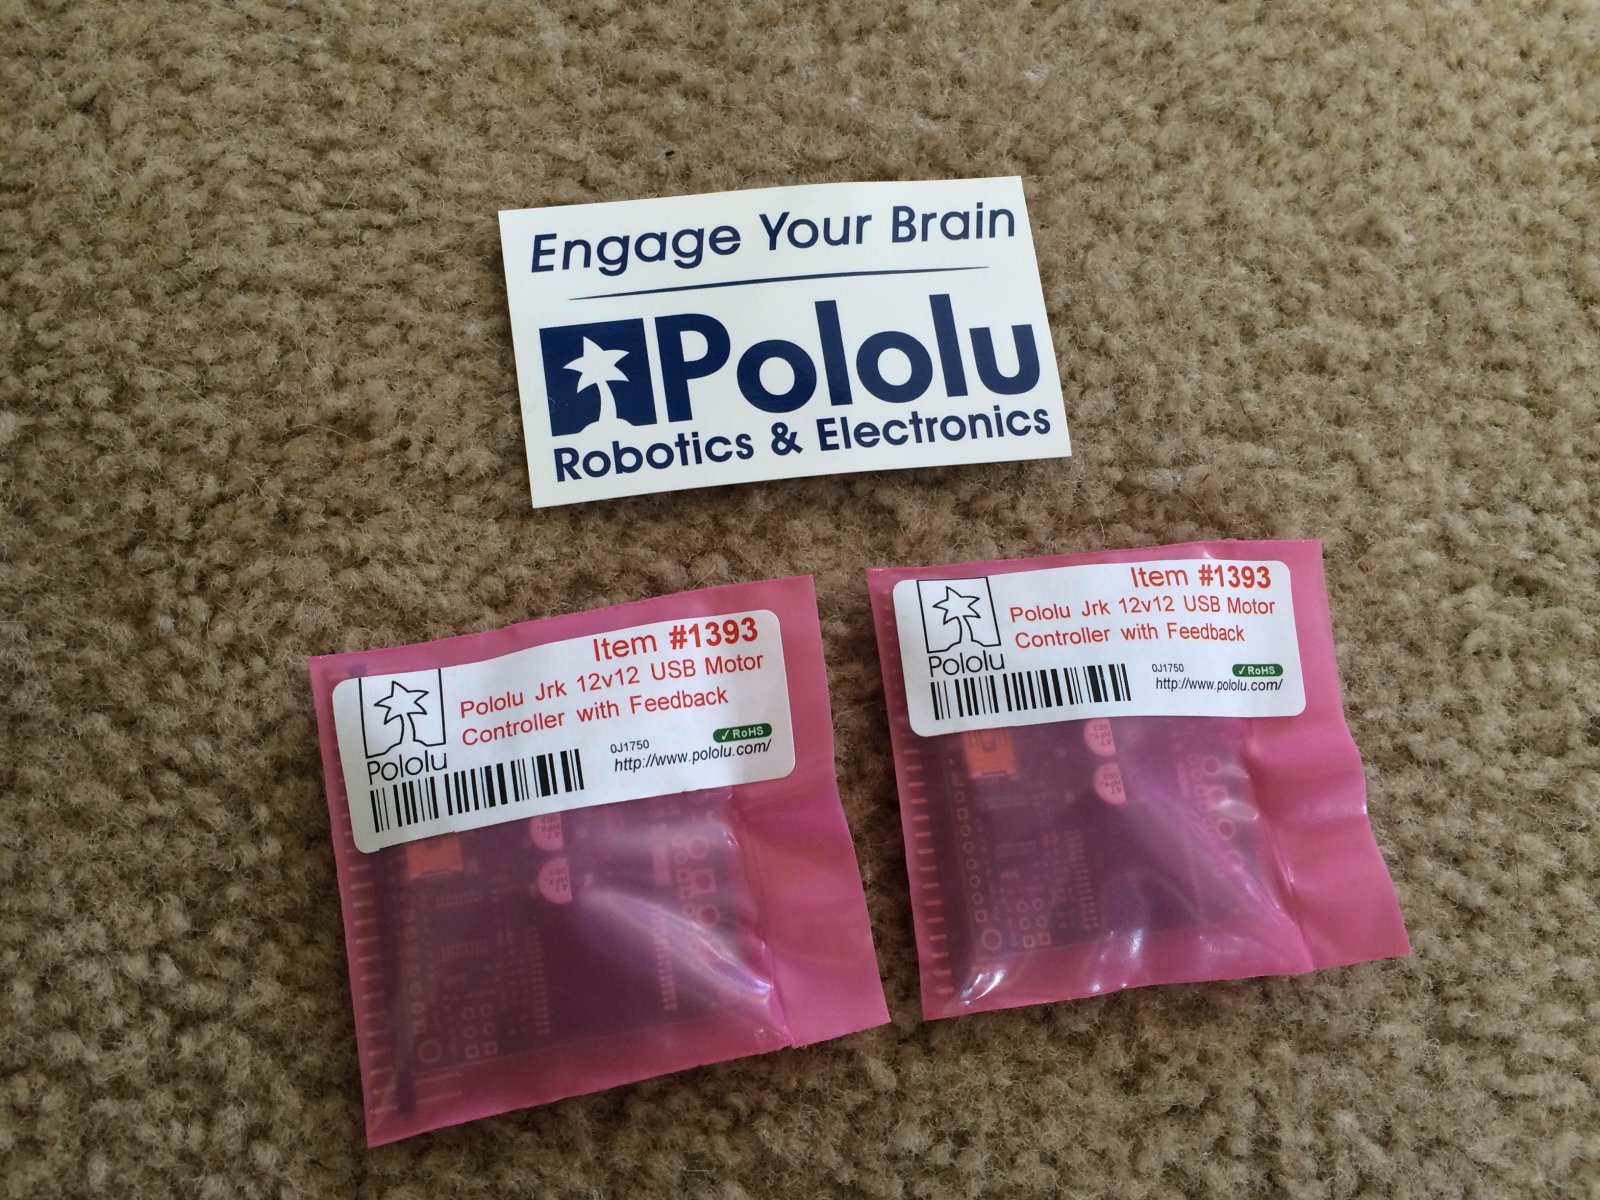 Engage Your Brain
Pololu
Robotics & Electronics
Item #1393
Pololu Jrk 12v12 USB Motor
Controller with Feedback
Pololu
0J1750
✓RoHS
http://www.pololu.com/
Item #1393
Pololu Jrk 12v12 USB Motor
Controller with Feedback
Pololu
0J1750
✓RoHS
http://www.pololu.com/